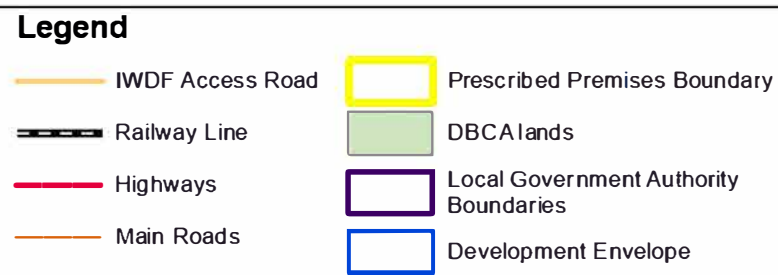 Legend
IWDF Access Road
Railway Line
Highways
Main Roads
Prescribed Premises Boundary
DBCA lands
Local Government Authority
Boundaries
Development Envelope